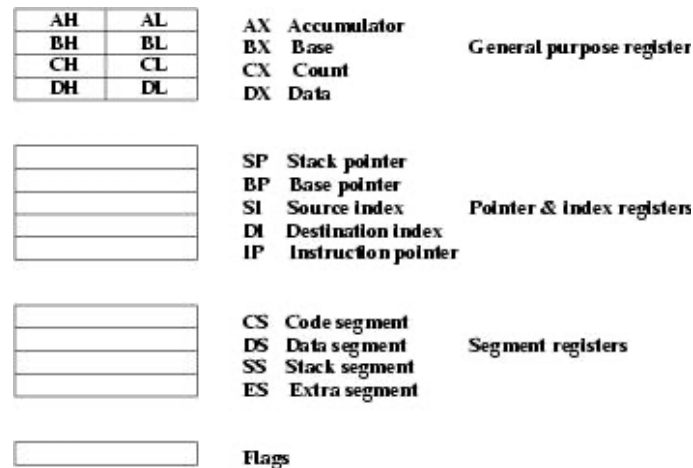 AH AL AX Accumulator
BH BL BX Base General purpose register
CH CL CX Count
DH DL DX Data
SP Stack pointer
BP Base pointer
SI Source index Pointer & index registers
DI Destination index
IP Instruction pointer
CS Code segment
DS Data segment Segment registers
SS Stack segment
ES Extra segment
Flags